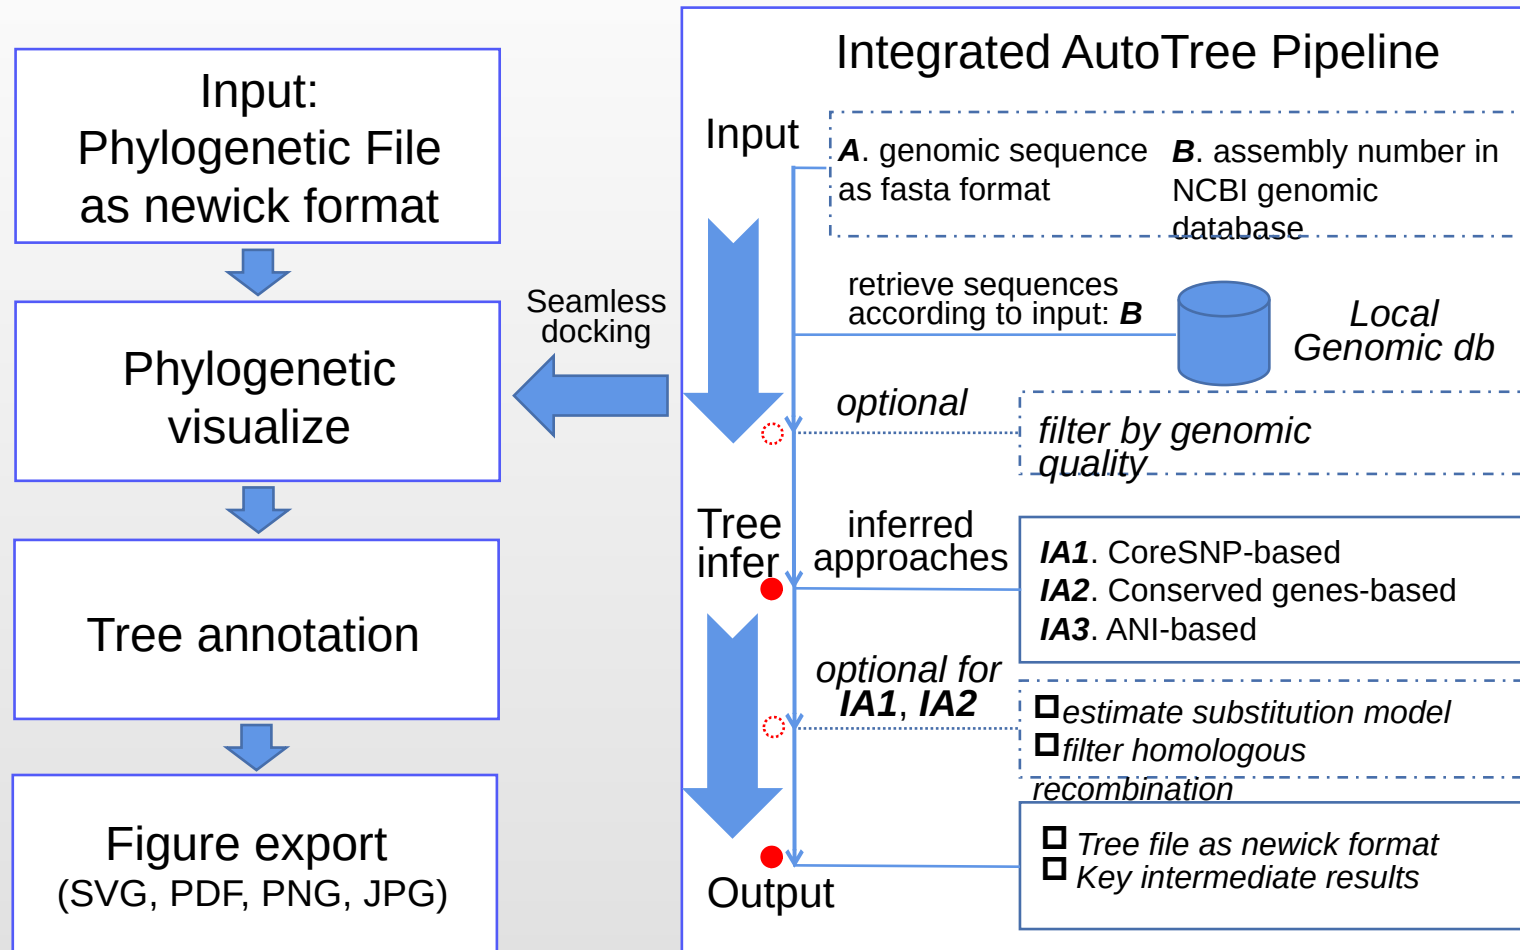 Input:
Phylogenetic File
as newick format
Phylogenetic
visualize
Tree annotation
Figure export
(SVG, PDF, PNG, JPG)
Seamless
docking
Integrated AutoTree Pipeline
Input
A. genomic sequence
as fasta format
B. assembly number in
NCBI genomic
database
retrieve sequences
according to input: B
Local
Genomic db
optional
filter by genomic
quality
Tree
infer
inferred
approaches
IA1. CoreSNP-based
IA2. Conserved genes-based
IA3. ANI-based
optional for
IA1, IA2
estimate substitution model
filter homologous
recombination
Output
Tree file as newick format
Key intermediate results